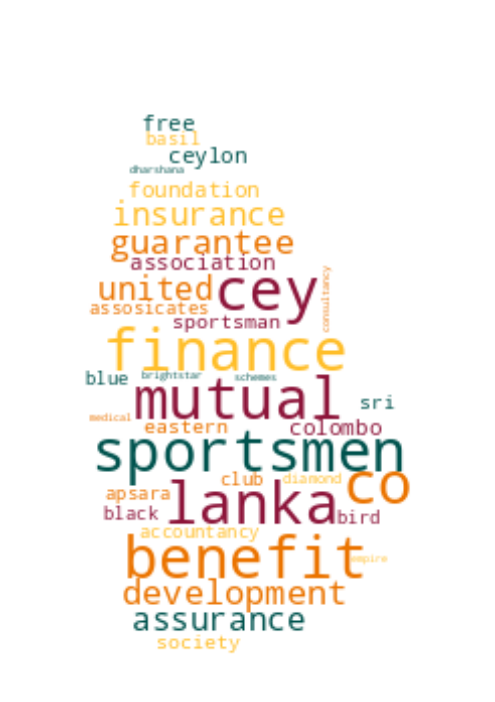 free
basil
ceylon
dharshana
foundation
insurance
guarantee
association
united cey
consultancy
assosicates
sportsman
finance
blue brightstar schemes
mutual sri
medical
eastern colombo
sportsmen
club diamond co
apsara lanka
black bird
accountancy
benefit empire
development
assurance
society